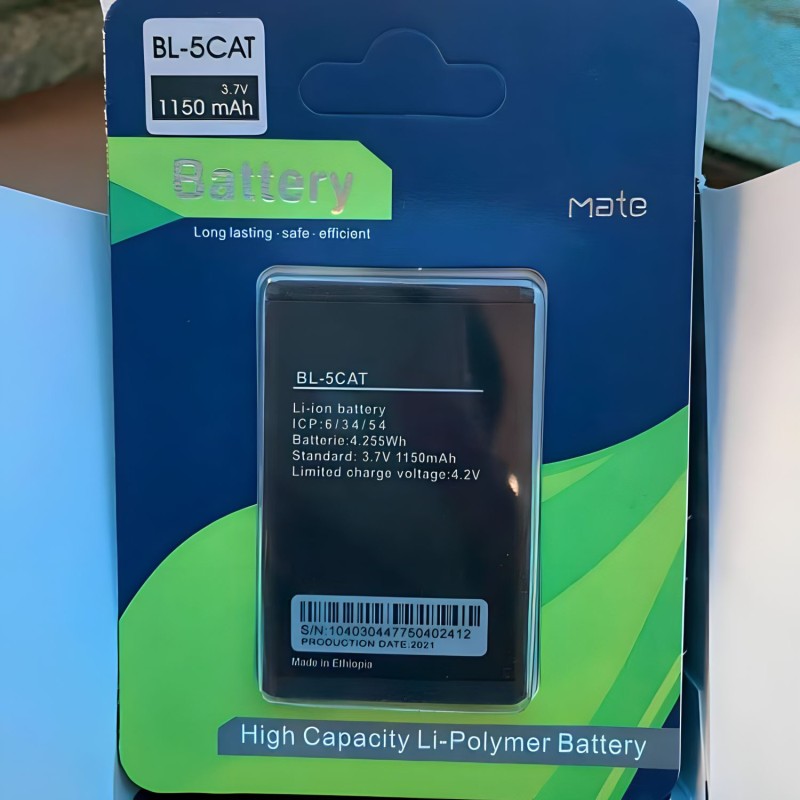 BL-5CAT
3.7V
1150 mAh
Battery
Mate
Long lasting · safe · efficient
BL-5CAT
Li-ion battery
ICP:6/34/54
Batterie:4.255Wh
Standard: 3.7V 1150mAh
Limited charge voltage:4.2V
S/N:104030447750402412
PRODUCTION DATE:2021
Made in Ethiopia
High Capacity Li-Polymer Battery